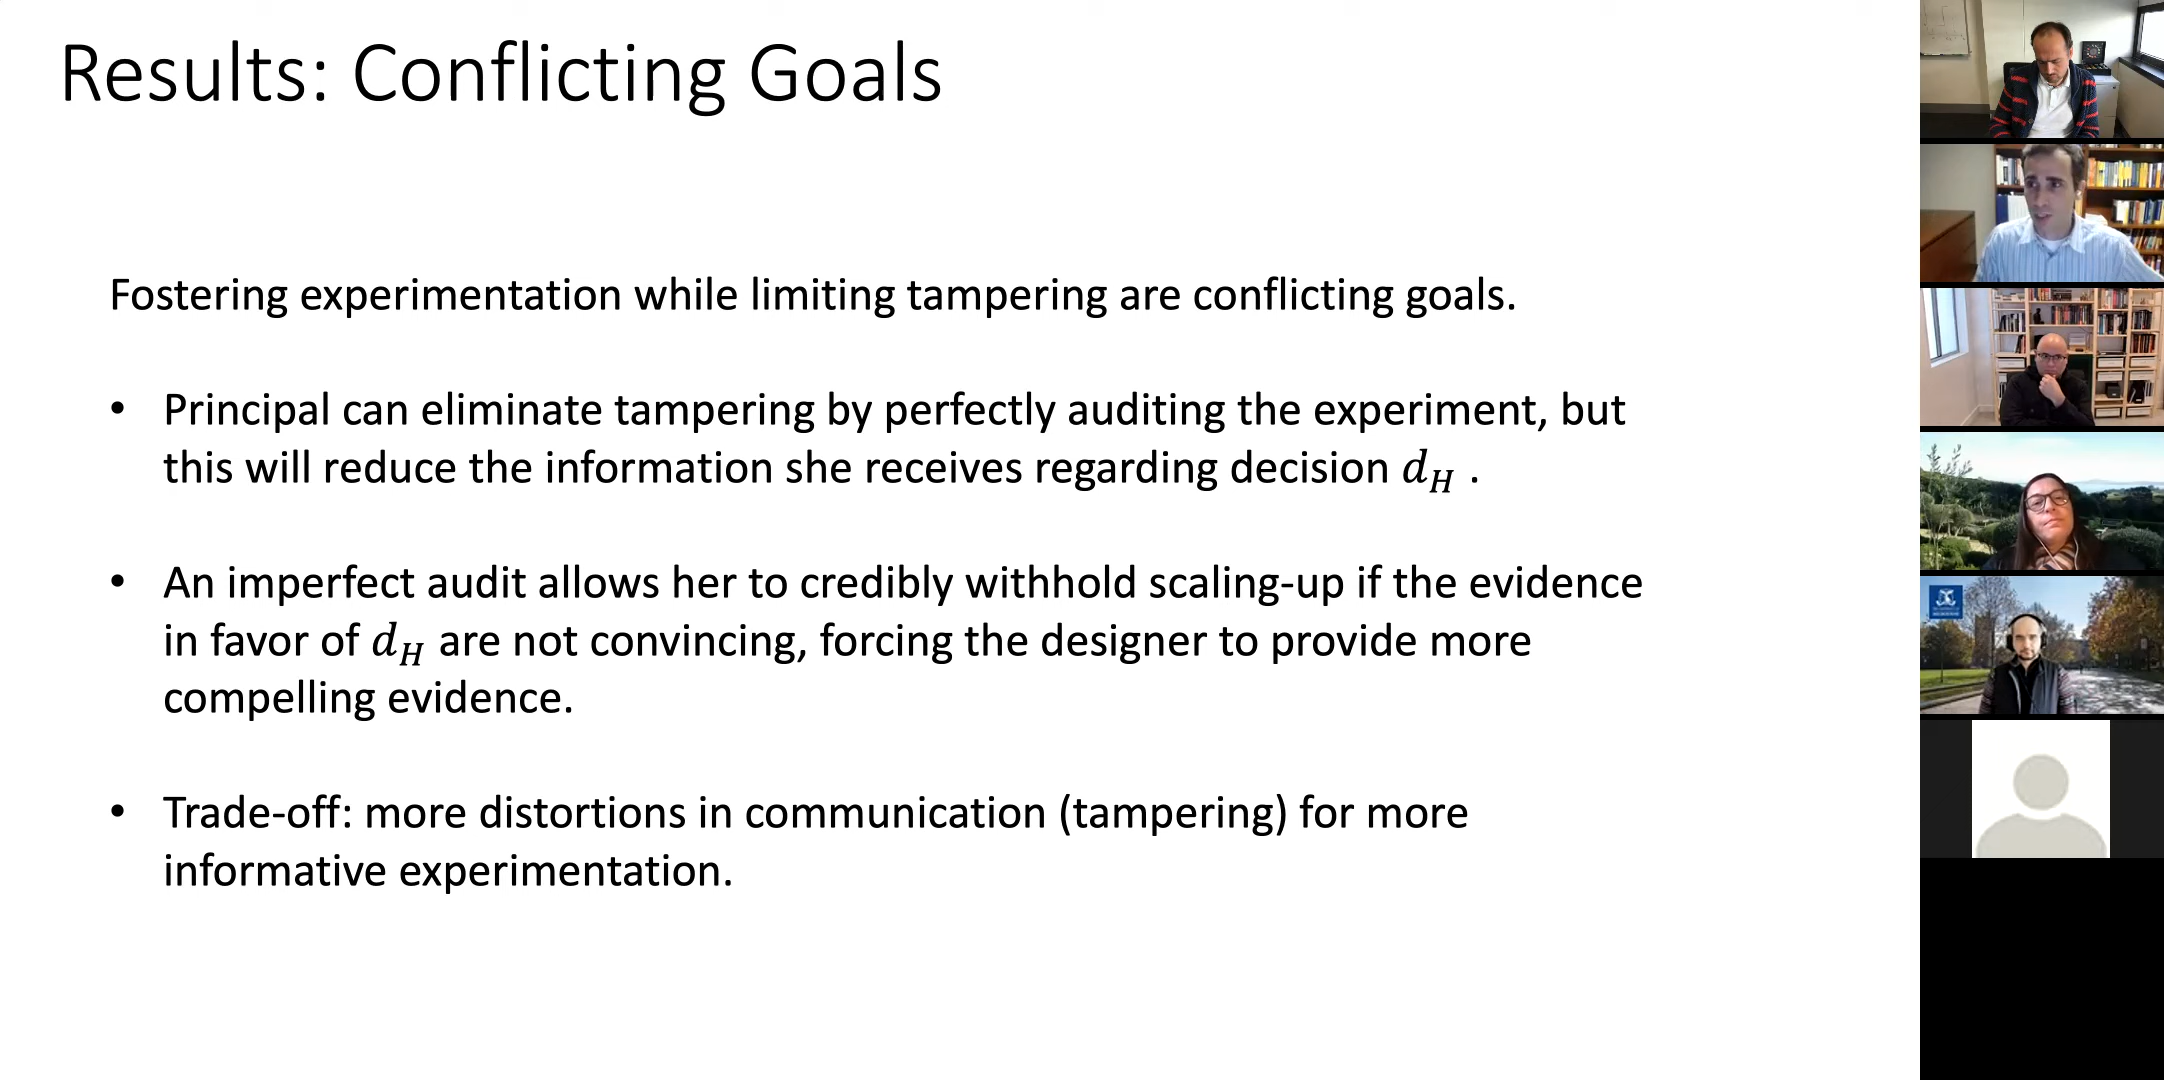 Results: Conflicting Goals
Fostering experimentation while limiting tampering are conflicting goals.
• Principal can eliminate tampering by perfectly auditing the experiment, but
this will reduce the information she receives regarding decision d_H .
• An imperfect audit allows her to credibly withhold scaling-up if the evidence
in favor of d_H are not convincing, forcing the designer to provide more
compelling evidence.
• Trade-off: more distortions in communication (tampering) for more
informative experimentation.